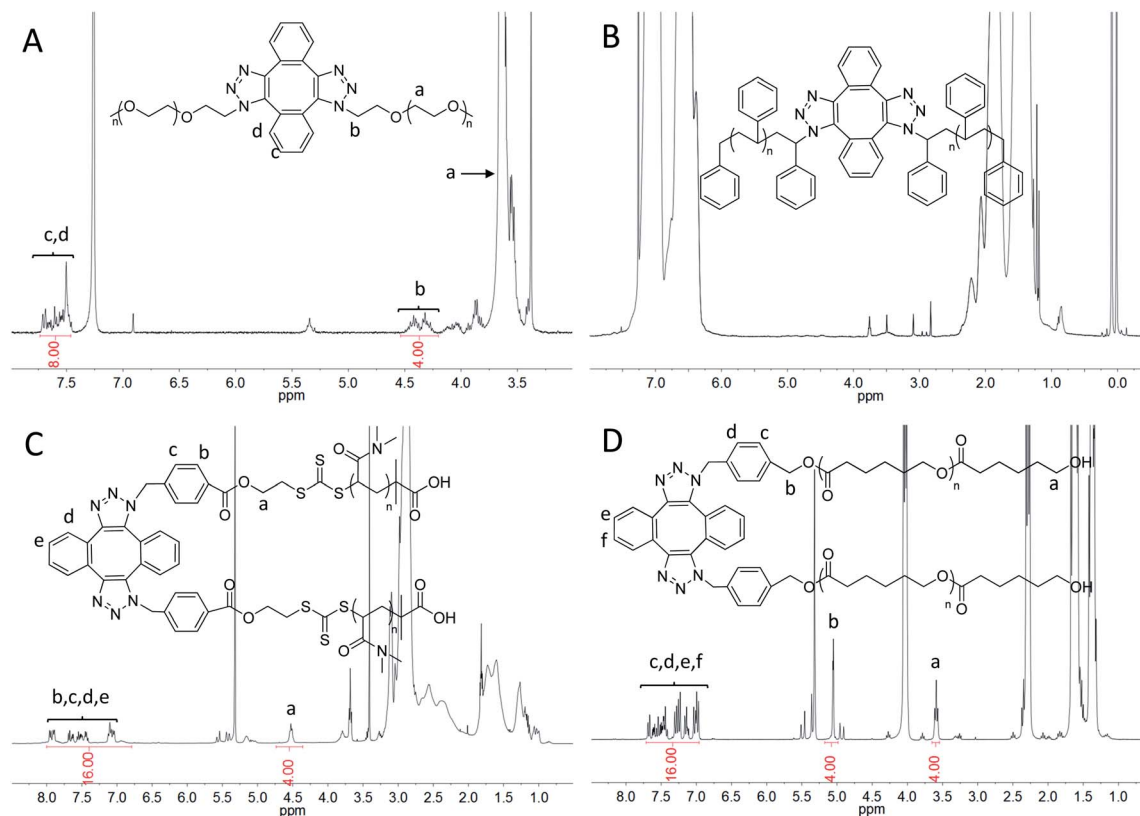 A
N
N
N
N
N
N
a
O
O
O
O
n
n
d
b
c
a
c,d
b
8.00
4.00
7.5 7.0 6.5 6.0 5.5 5.0 4.5 4.0 3.5
ppm
B
N
N
N
N
N
N
n
n
7.0 6.0 5.0 4.0 3.0 2.0 1.0 0.0
ppm
C
c
b
N
N
N
O
O
a
S
S
S
O
N
n
O
OH
d
e
N
N
N
O
O
S
S
S
O
N
n
O
OH
b,c,d,e
a
16.00
4.00
8.0 7.5 7.0 6.5 6.0 5.5 5.0 4.5 4.0 3.5 3.0 2.5 2.0 1.5 1.0
ppm
D
d
c
N
N
N
O
b
O
O
n
O
OH
a
e
f
N
N
N
O
O
O
n
O
OH
c,d,e,f
b
a
16.00
4.00
4.00
8.0 7.5 7.0 6.5 6.0 5.5 5.0 4.5 4.0 3.5 3.0 2.5 2.0 1.5 1.0
ppm